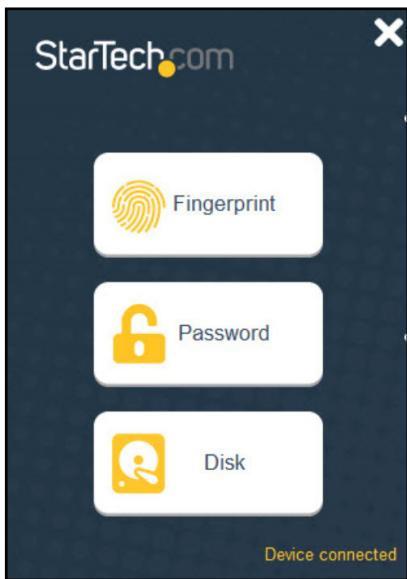 StarTech.com
Fingerprint
Password
Disk
Device connected